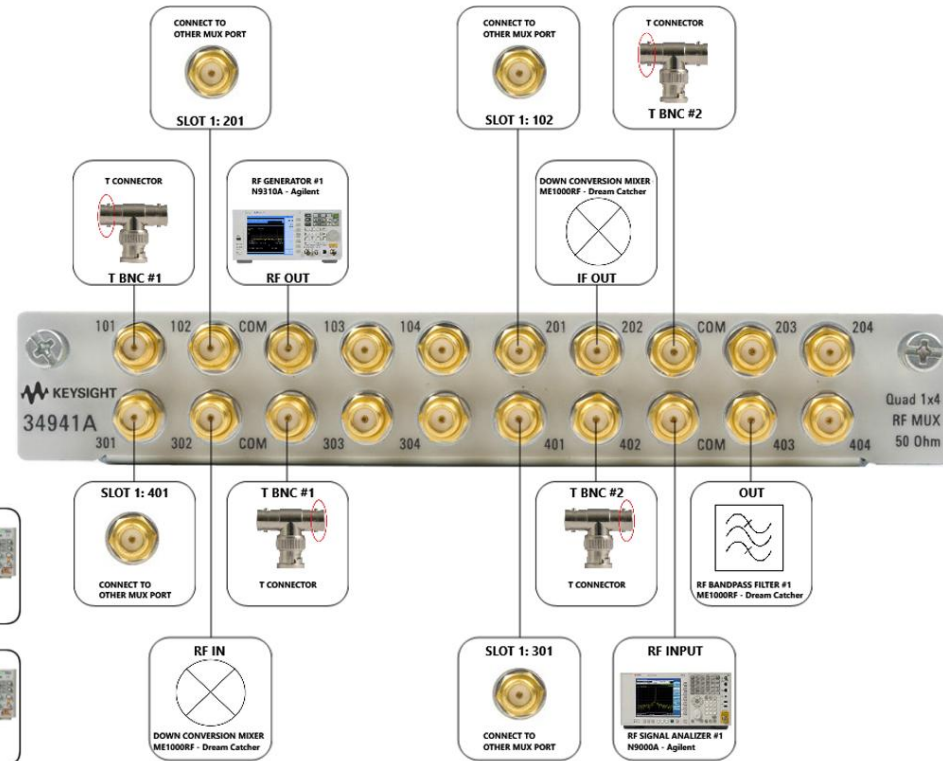 CONNECT TO
OTHER MUX PORT
SLOT 1: 201
CONNECT TO
OTHER MUX PORT
SLOT 1: 102
T CONNECTOR
T BNC #2
T CONNECTOR
T BNC #1
RF GENERATOR #1
N9310A - Agilent
RF OUT
DOWN CONVERSION MIXER
ME1000RF - Dream Catcher
IF OUT
101 102 COM 103 104 201 202 COM 203 204
KEYSIGHT
34941A
Quad 1x4
RF MUX
50 Ohm
301 302 COM 303 304 401 402 COM 403 404
SLOT 1: 401
CONNECT TO
OTHER MUX PORT
T BNC #1
T CONNECTOR
T BNC #2
T CONNECTOR
OUT
RF BANDPASS FILTER #1
ME1000RF - Dream Catcher
RF IN
DOWN CONVERSION MIXER
ME1000RF - Dream Catcher
SLOT 1: 301
CONNECT TO
OTHER MUX PORT
RF INPUT
RF SIGNAL ANALIZER #1
N9000A - Agilent